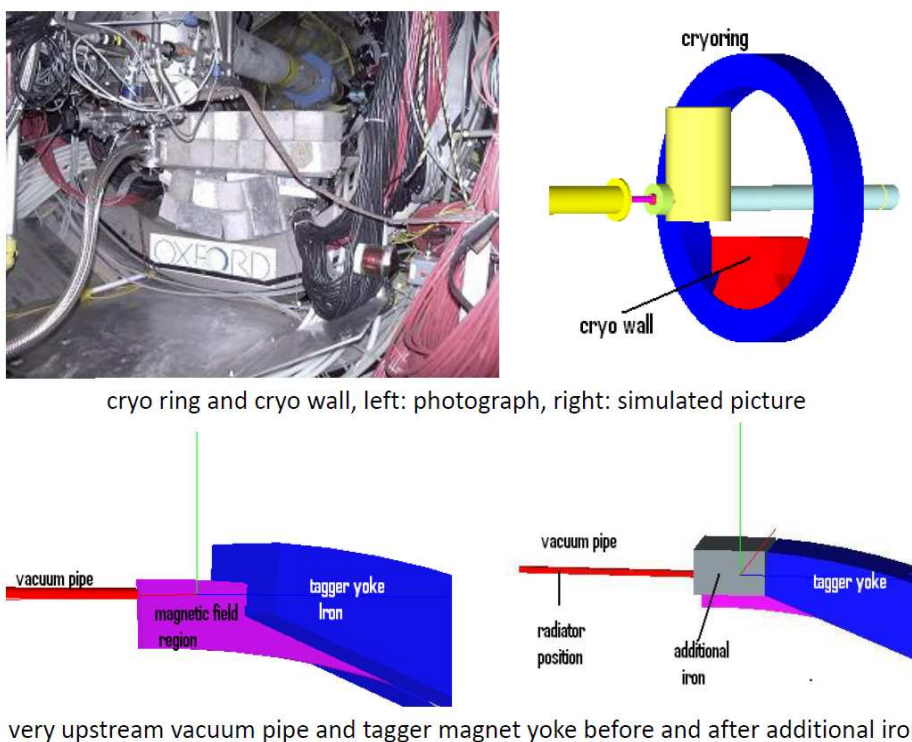 cryoring
OXFORD
cryo wall
cryo ring and cryo wall, left: photograph, right: simulated picture
vacuum pipe
magnetic field
region
tagger yoke
Iron
vacuum pipe
radiator
position
additional
iron
tagger yoke
very upstream vacuum pipe and tagger magnet yoke before and after additional iro